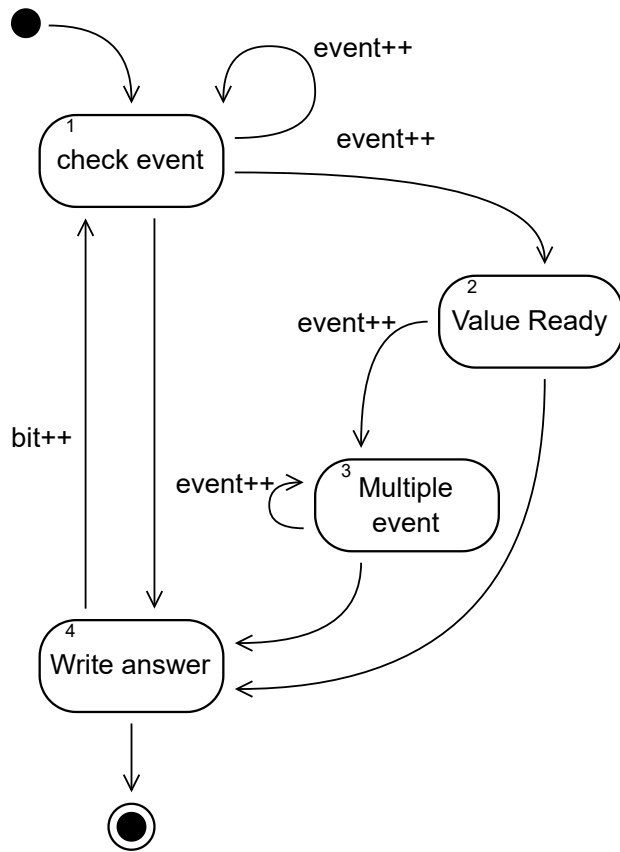 event++
1
check event
event++
2
Value Ready
event++
bit++
3
Multiple
event
event++
4
Write answer